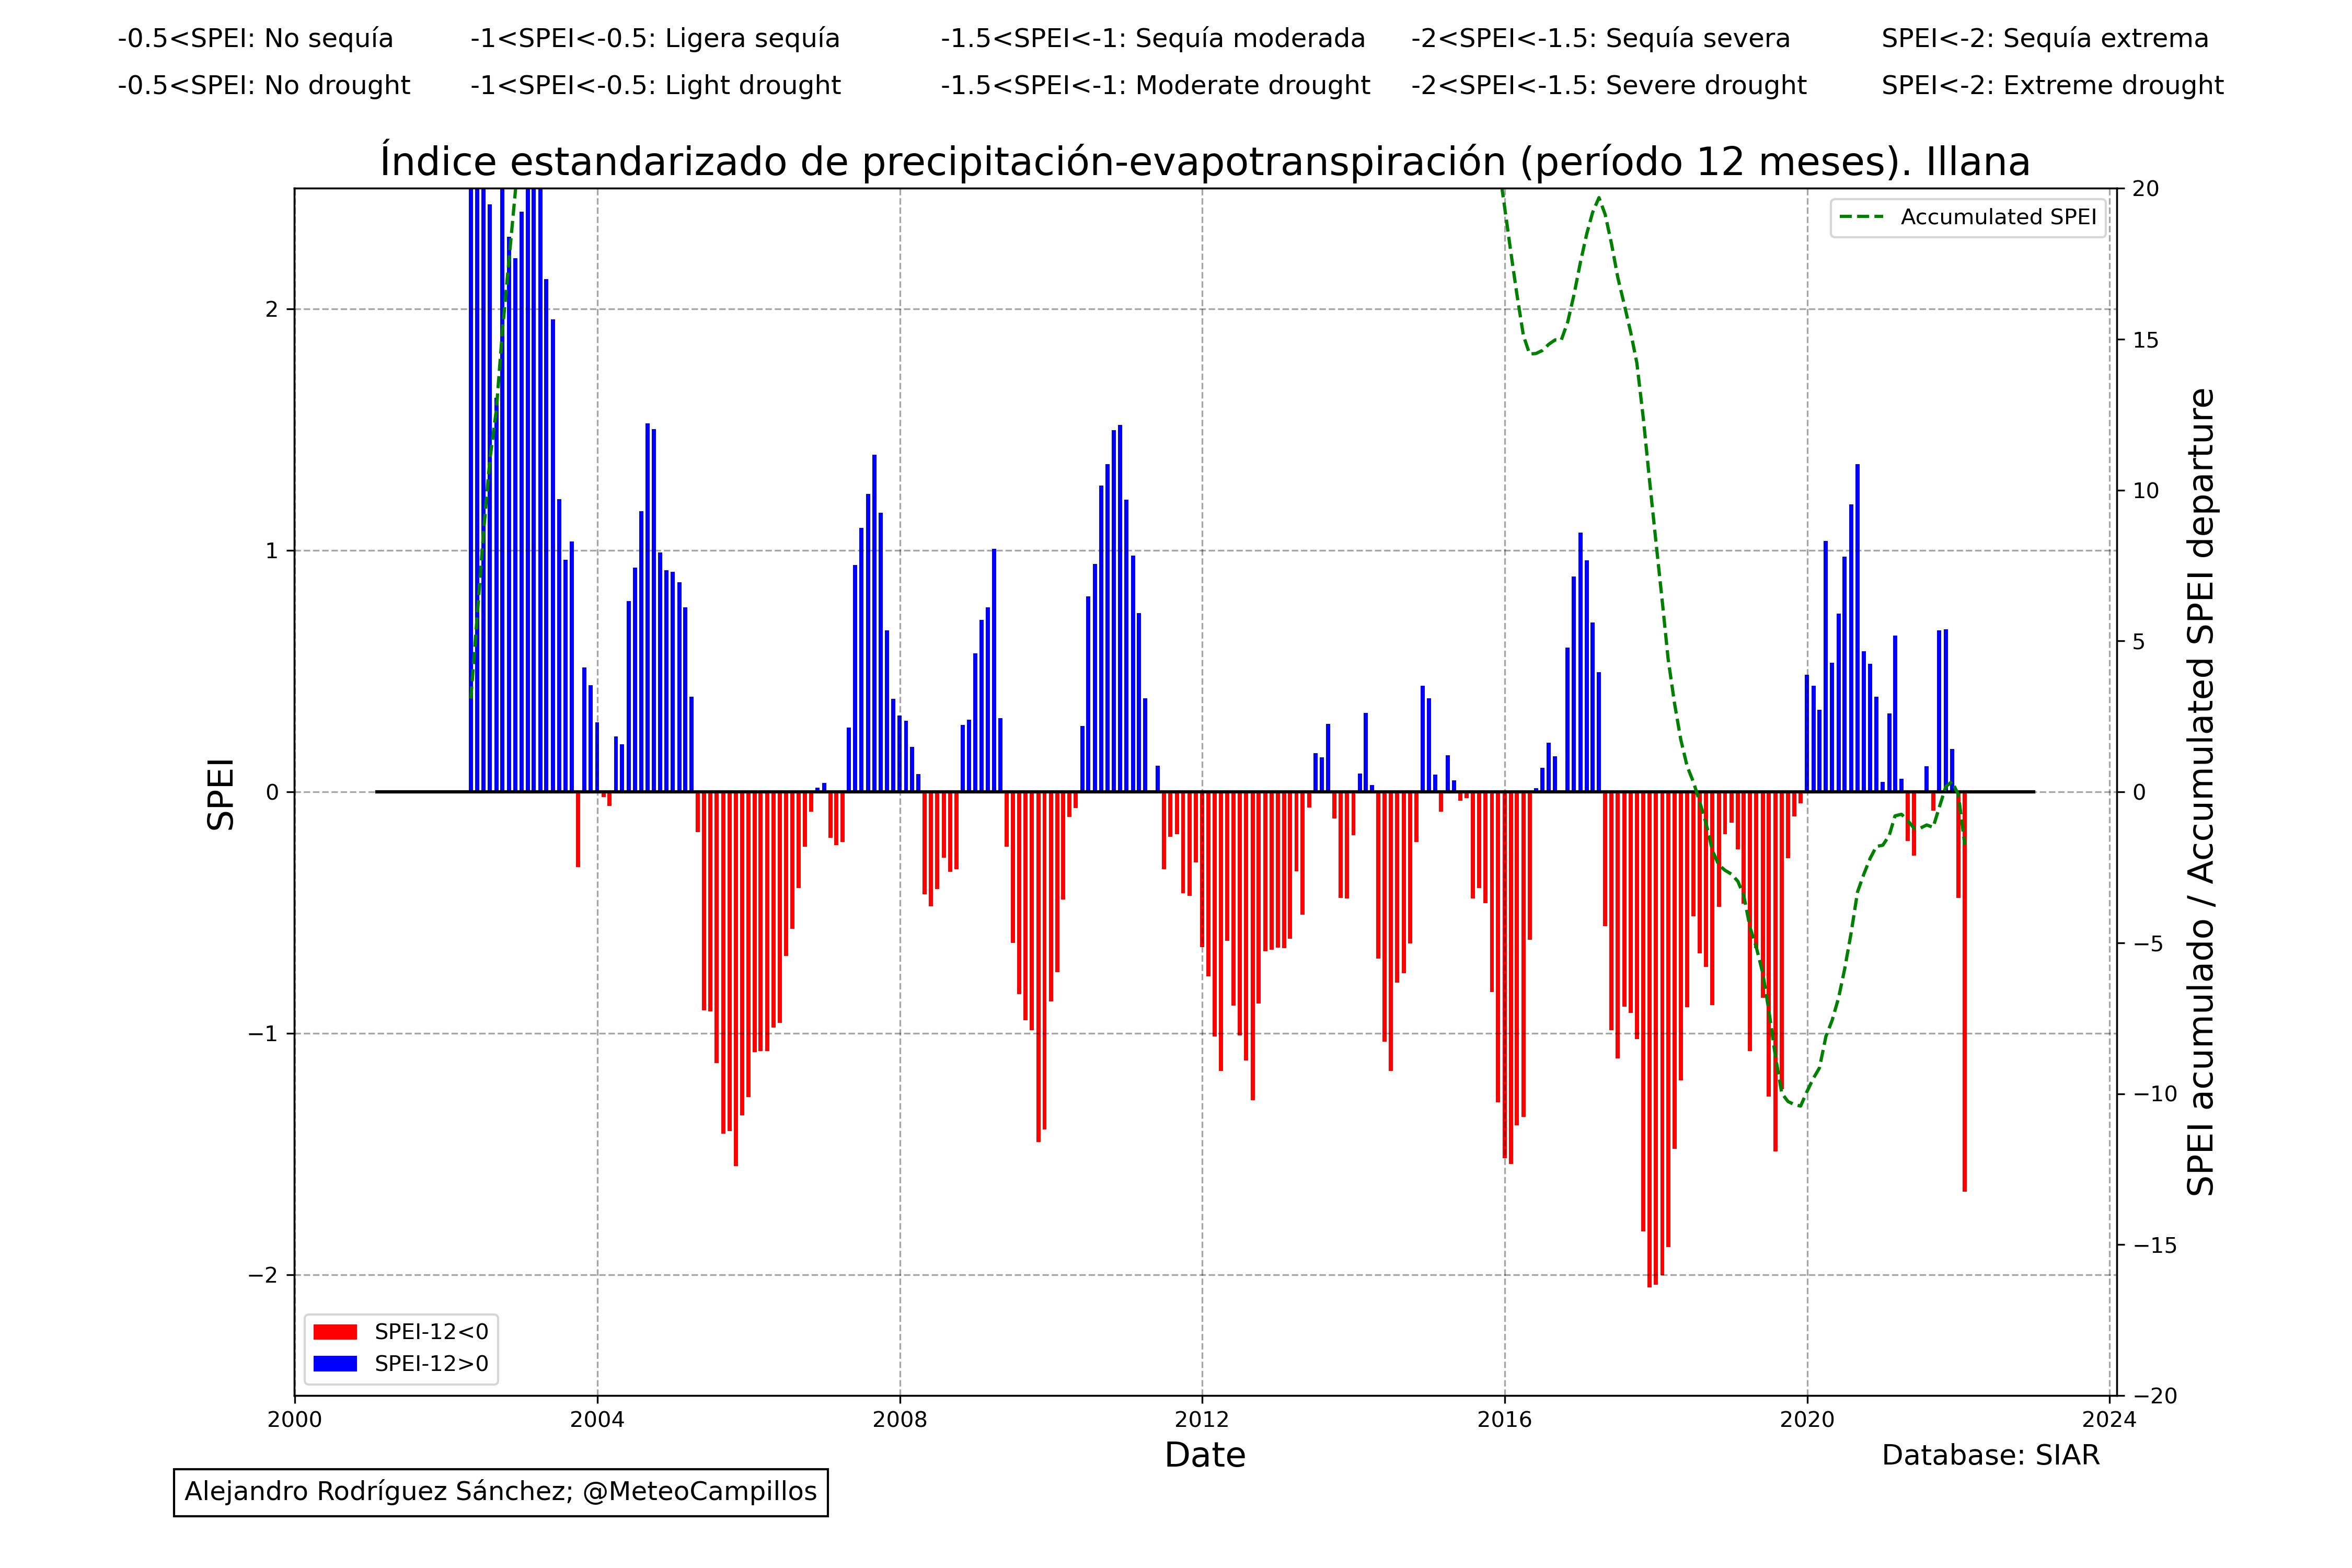 -0.5<SPEI: No sequía -1<SPEI<-0.5: Ligera sequía -1.5<SPEI<-1: Sequía moderada -2<SPEI<-1.5: Sequía severa SPEI<-2: Sequía extrema
-0.5<SPEI: No drought -1<SPEI<-0.5: Light drought -1.5<SPEI<-1: Moderate drought -2<SPEI<-1.5: Severe drought SPEI<-2: Extreme drought
Índice estandarizado de precipitación-evapotranspiración (período 12 meses). Illana
Accumulated SPEI
SPEI
2
1
0
−1
−2
20
15
10
5
0
−5
−10
−15
−20
SPEI acumulado / Accumulated SPEI departure
SPEI-12<0
SPEI-12>0
2000 2004 2008 2012 2016 2020 2024
Date
Database: SIAR
Alejandro Rodríguez Sánchez; @MeteoCampillos